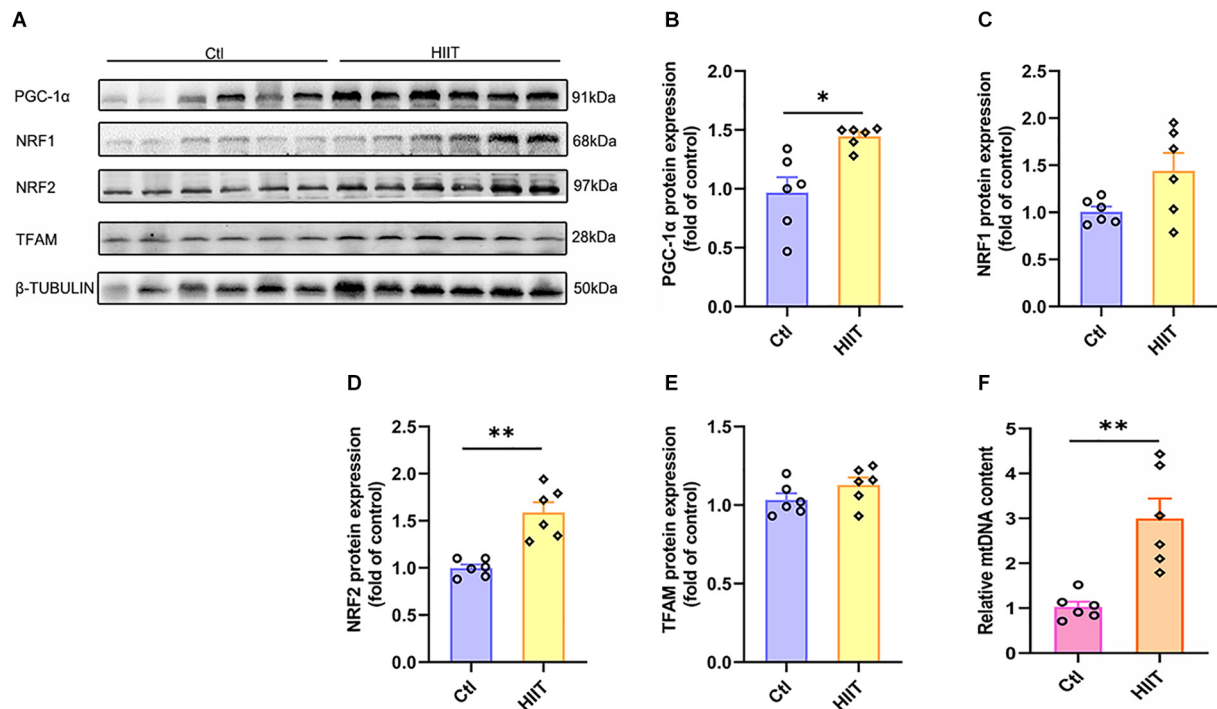 A
Ctl HIIT
PGC-1α 91kDa
NRF1 68kDa
NRF2 97kDa
TFAM 28kDa
β-TUBULIN 50kDa
B
PGC-1α protein expression
(fold of control)
2.0
1.5
1.0
0.5
0.0
*
Ctl HIIT
C
NRF1 protein expression
(fold of control)
2.5
2.0
1.5
1.0
0.5
0.0
Ctl HIIT
D
NRF2 protein expression
(fold of control)
2.5
2.0
1.5
1.0
0.5
0.0
**
Ctl HIIT
E
TFAM protein expression
(fold of control)
1.5
1.0
0.5
0.0
Ctl HIIT
F
Relative mtDNA content
5
4
3
2
1
0
**
Ctl HIIT